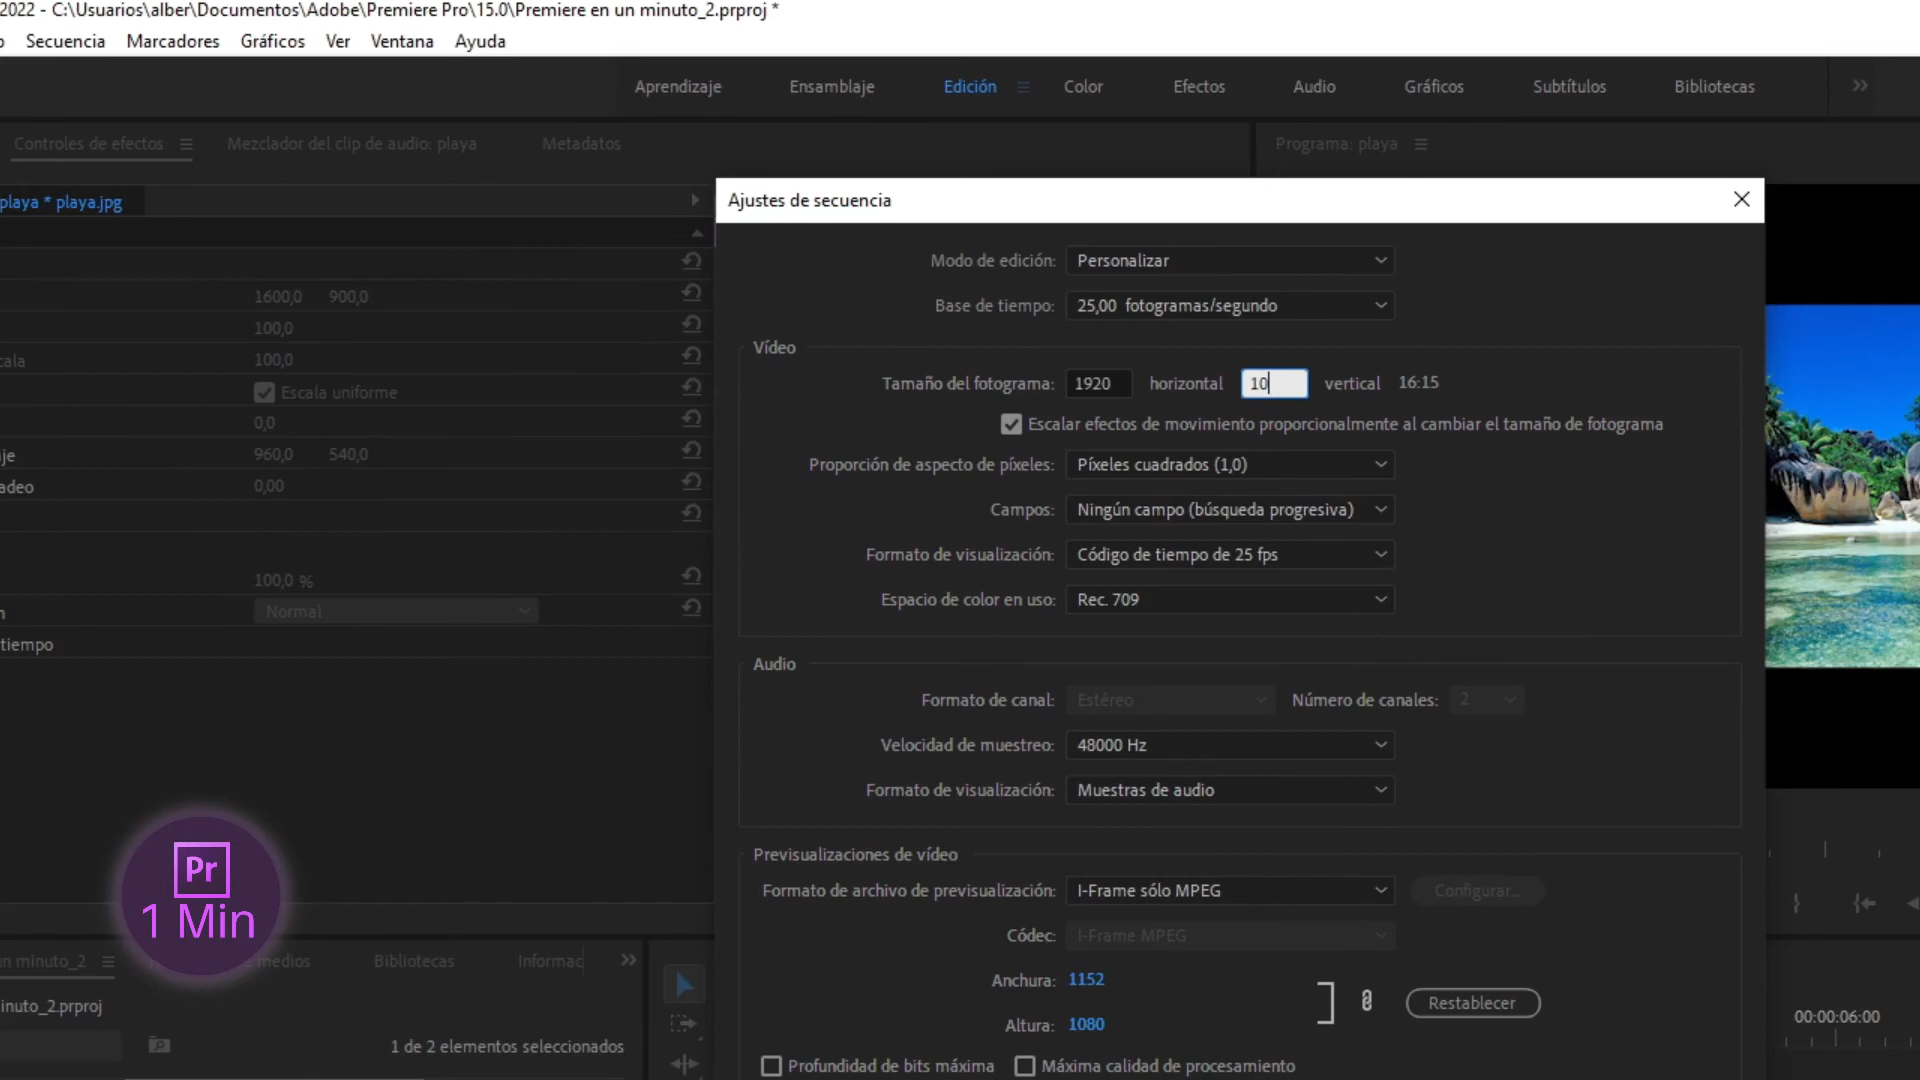 2022 - C:\Usuarios\alber\Documentos\Adobe\Premiere Pro\15.0\Premiere en un minuto_2.prproj *
Secuencia Marcadores Gráficos Ver Ventana Ayuda
Aprendizaje Ensamblaje Edición Color Efectos Audio Gráficos Subtítulos Bibliotecas
Controles de efectos Mezclador del clip de audio: playa Metadatos
Programa: playa
playa * playa.jpg
Ajustes de secuencia
Modo de edición: Personalizar
Base de tiempo: 25,00 fotogramas/segundo
Vídeo
Tamaño del fotograma: 1920 horizontal 10 vertical 16:15
Escalar efectos de movimiento proporcionalmente al cambiar el tamaño de fotograma
Proporción de aspecto de píxeles: Píxeles cuadrados (1,0)
Campos: Ningún campo (búsqueda progresiva)
Formato de visualización: Código de tiempo de 25 fps
Espacio de color en uso: Rec. 709
Audio
Formato de canal: Estéreo Número de canales: 2
Velocidad de muestreo: 48000 Hz
Formato de visualización: Muestras de audio
Previsualizaciones de vídeo
Formato de archivo de previsualización: I-Frame sólo MPEG Configurar...
Códec: I-Frame MPEG
Anchura: 1152
Altura: 1080
Restablecer
Profundidad de bits máxima Máxima calidad de procesamiento
1600,0 900,0
100,0
cala 100,0
Escala uniforme
0,0
je 960,0 540,0
adeo 0,00
100,0 %
n Normal
tiempo
Pr
1 Min
un minuto_2 medios Bibliotecas Informac
inuto_2.prproj
1 de 2 elementos seleccionados
00:00:06:00